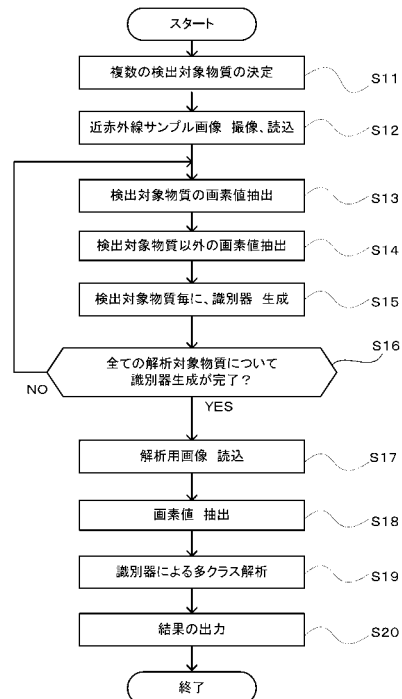 スタート
複数の検出対象物質の決定
S11
近赤外線サンプル画像 撮像、読込
S12
検出対象物質の画素値抽出
S13
検出対象物質以外の画素値抽出
S14
検出対象物質毎に、識別器 生成
S15
全ての解析対象物質について
識別器生成が完了？
S16
NO
YES
解析用画像 読込
S17
画素値 抽出
S18
識別器による多クラス解析
S19
結果の出力
S20
終了